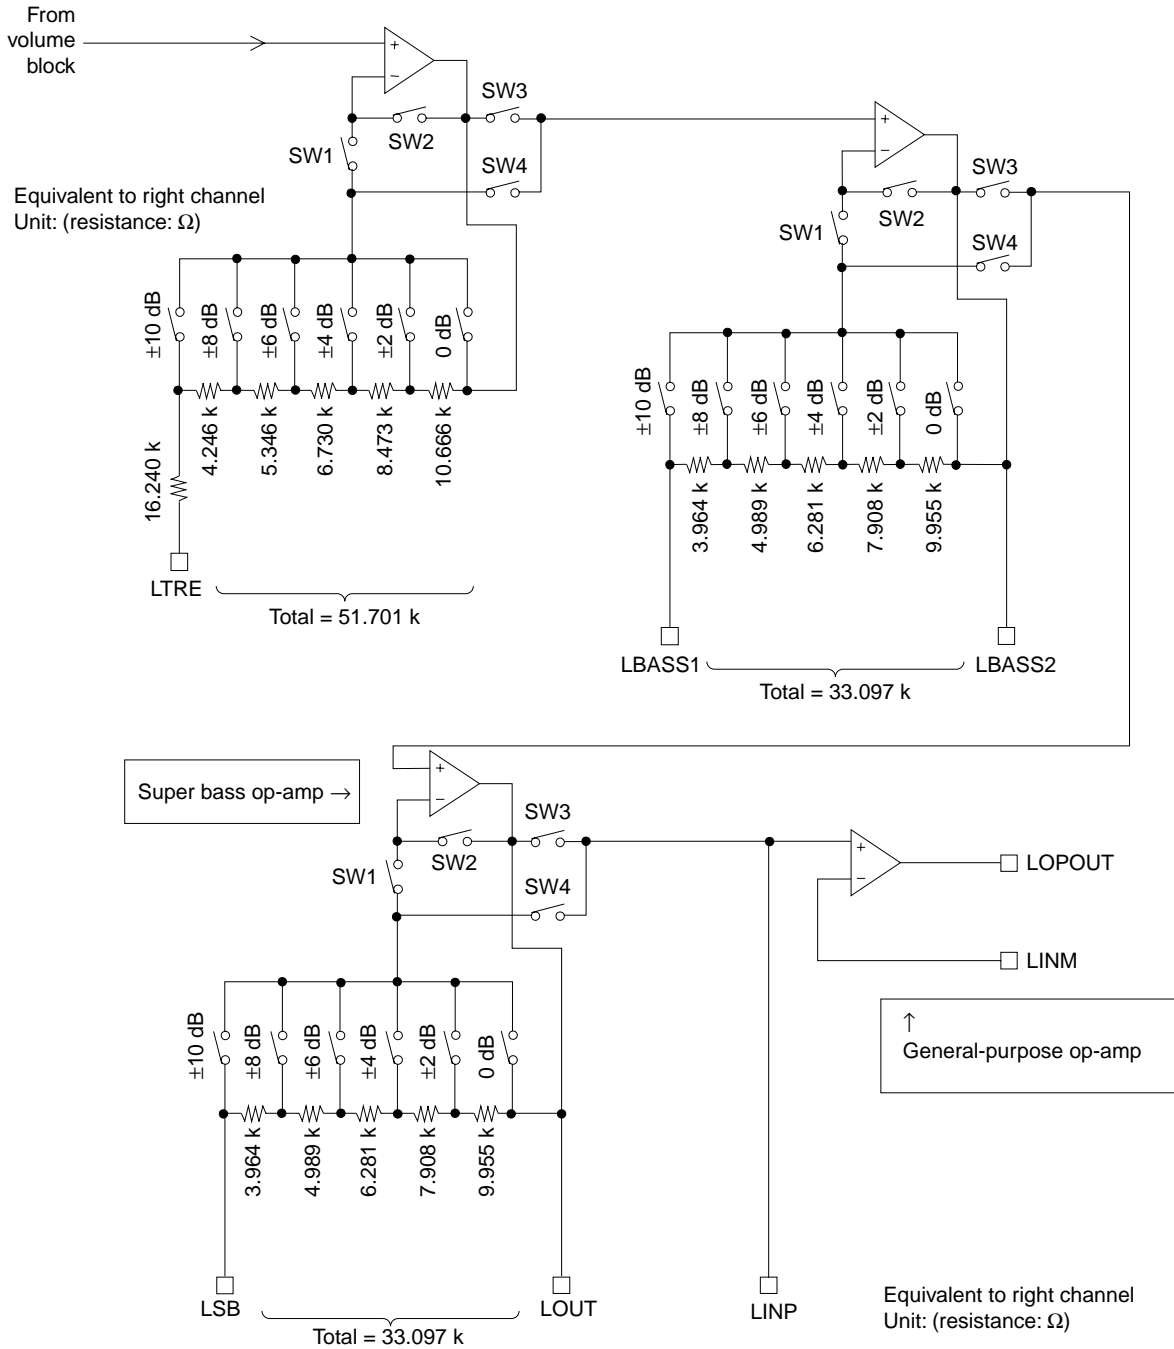 From
volume
block
+
−
SW3
SW2
SW1
SW4
Equivalent to right channel
Unit: (resistance: Ω)
±10 dB
±8 dB
±6 dB
±4 dB
±2 dB
0 dB
4.246 k
5.346 k
6.730 k
8.473 k
10.666 k
16.240 k
LTRE
Total = 51.701 k
+
−
SW3
SW2
SW1
SW4
±10 dB
±8 dB
±6 dB
±4 dB
±2 dB
0 dB
3.964 k
4.989 k
6.281 k
7.908 k
9.955 k
LBASS1
LBASS2
Total = 33.097 k
Super bass op-amp →
+
−
SW3
SW2
SW1
SW4
±10 dB
±8 dB
±6 dB
±4 dB
±2 dB
0 dB
3.964 k
4.989 k
6.281 k
7.908 k
9.955 k
LSB
LOUT
Total = 33.097 k
+
−
LOPOUT
LINM
↑
General-purpose op-amp
LINP
Equivalent to right channel
Unit: (resistance: Ω)